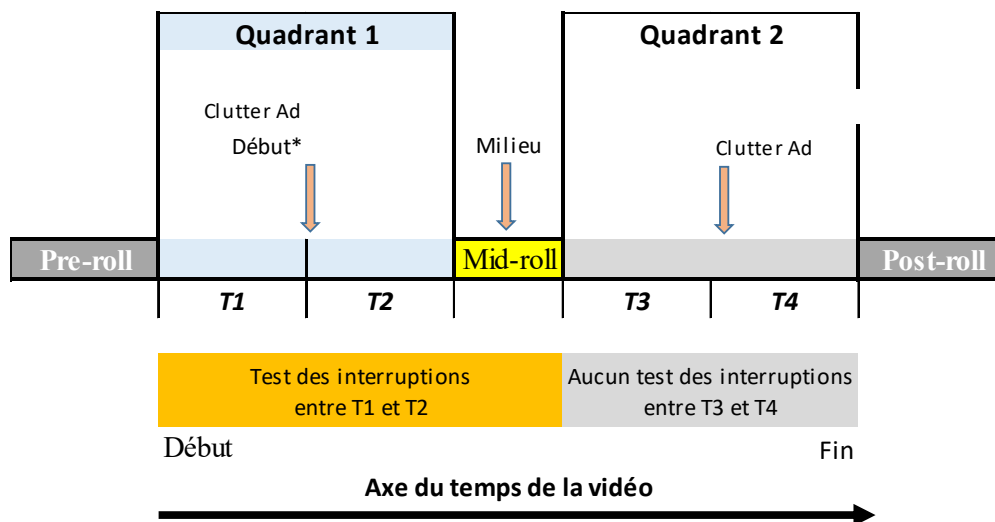 Quadrant 1
Quadrant 2
Clutter Ad
Début*
Milieu
Clutter Ad
Pre-roll
Mid-roll
Post-roll
T1
T2
T3
T4
Test des interruptions
entre T1 et T2
Aucun test des interruptions
entre T3 et T4
Début
Fin
Axe du temps de la vidéo